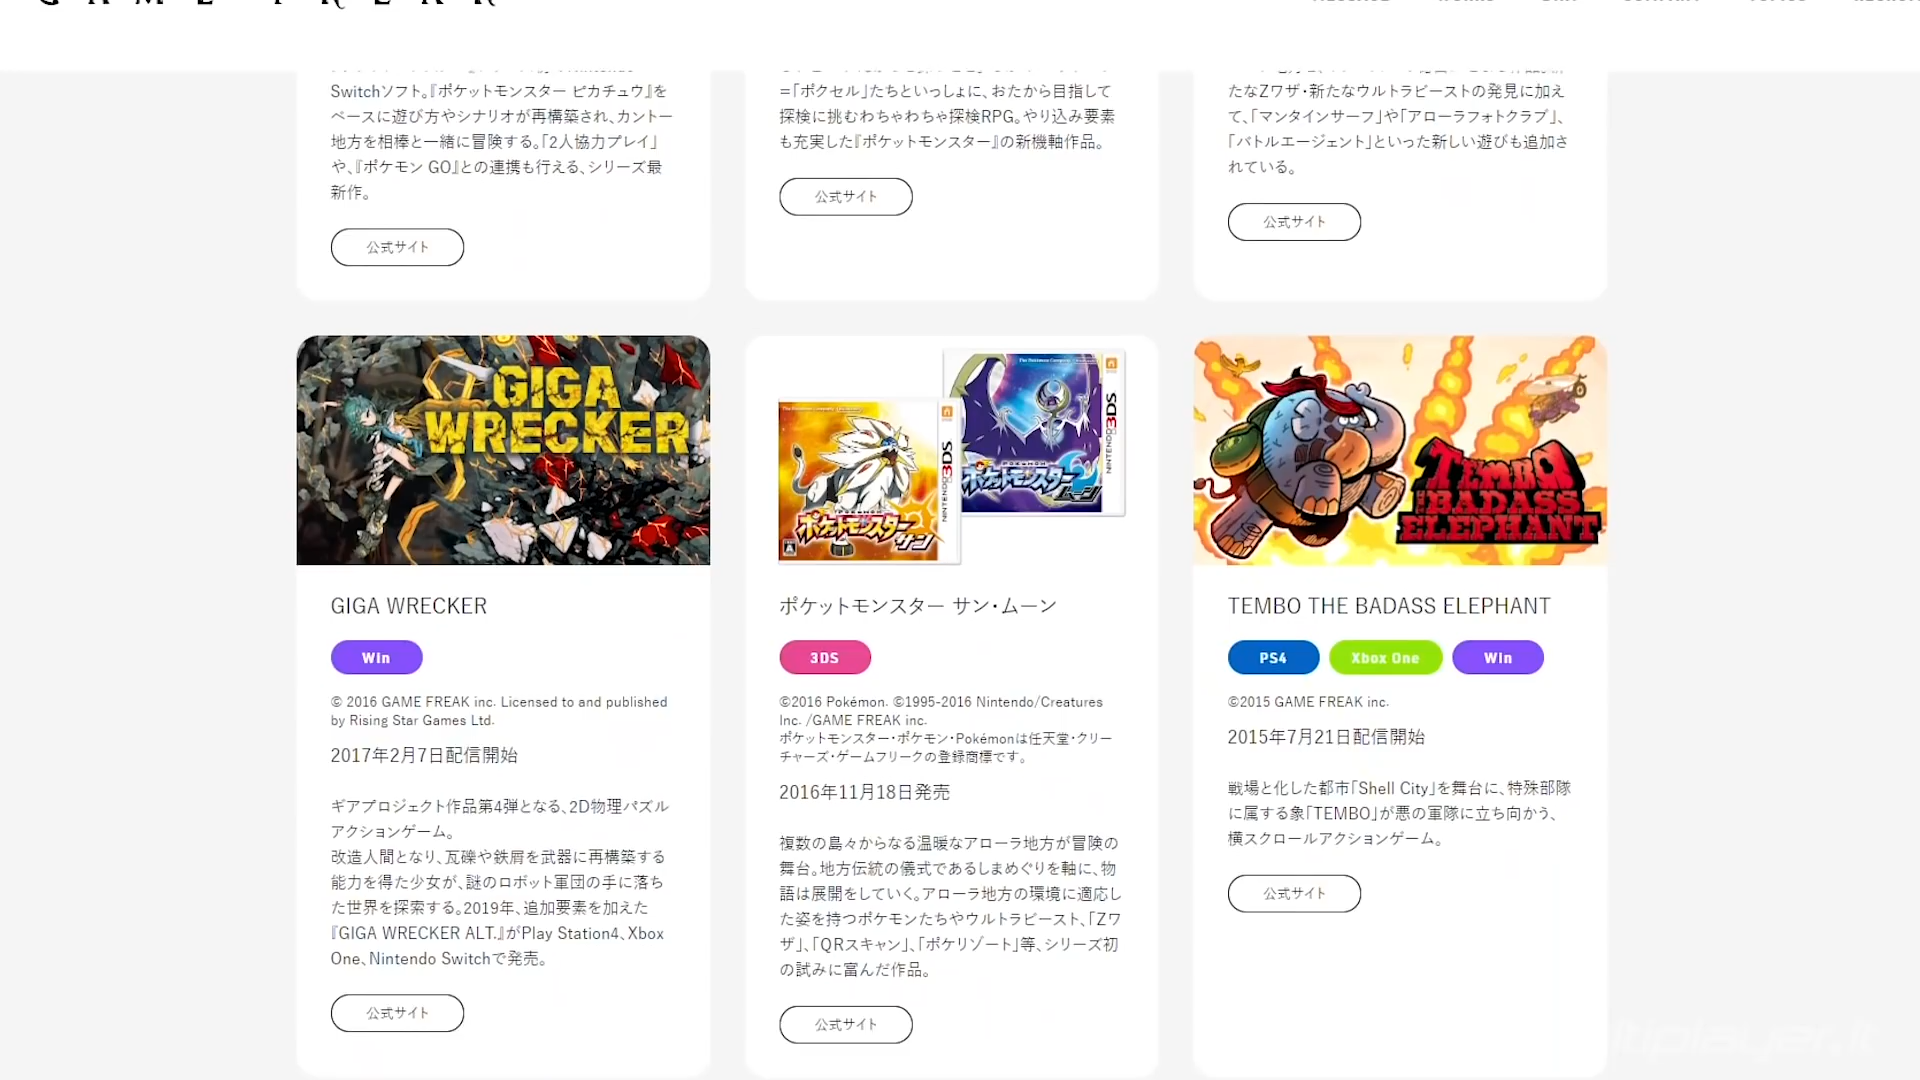 GAME FREAK
Switchソフト。『ポケットモンスター ピカチュウ』を
ベースに遊び方やシナリオが再構築され、カントー
地方を相棒と一緒に冒険する。「2人協力プレイ」
や、『ポケモン GO』との連携も行える、シリーズ最
新作。
公式サイト
=「ポクセル」たちといっしょに、おたから目指して
探検に挑むわちゃわちゃ探検RPG。やり込み要素
も充実した『ポケットモンスター』の新機軸作品。
公式サイト
たなZワザ・新たなウルトラビーストの発見に加え
て、「マンタインサーフ」や「アローラフォトクラブ」、
「バトルエージェント」といった新しい遊びも追加さ
れている。
公式サイト
GIGA
WRECKER
GIGA WRECKER
Win
© 2016 GAME FREAK inc. Licensed to and published
by Rising Star Games Ltd.
2017年2月7日配信開始
ギアプロジェクト作品第4弾となる、2D物理パズル
アクションゲーム。
改造人間となり、瓦礫や鉄屑を武器に再構築する
能力を得た少女が、謎のロボット軍団の手に落ち
た世界を探索する。2019年、追加要素を加えた
『GIGA WRECKER ALT.』がPlay Station4、Xbox
One、Nintendo Switchで発売。
公式サイト
NINTENDO 3DS
POKÉMON
ポケットモンスター
ムーン
NINTENDO 3DS
ポケットモンスター
サン
ポケットモンスター サン・ムーン
3DS
©2016 Pokémon. ©1995-2016 Nintendo/Creatures
Inc. /GAME FREAK inc.
ポケットモンスター・ポケモン・Pokémonは任天堂・クリー
チャーズ・ゲームフリークの登録商標です。
2016年11月18日発売
複数の島々からなる温暖なアローラ地方が冒険の
舞台。地方伝統の儀式であるしまめぐりを軸に、物
語は展開をしていく。アローラ地方の環境に適応し
た姿を持つポケモンたちやウルトラビースト、「Zワ
ザ」、「QRスキャン」、「ポケリゾート」等、シリーズ初
の試みに富んだ作品。
公式サイト
TEMBO
THE BADASS
ELEPHANT
TEMBO THE BADASS ELEPHANT
PS4
Xbox One
Win
©2015 GAME FREAK inc.
2015年7月21日配信開始
戦場と化した都市「Shell City」を舞台に、特殊部隊
に属する象「TEMBO」が悪の軍隊に立ち向かう、
横スクロールアクションゲーム。
公式サイト